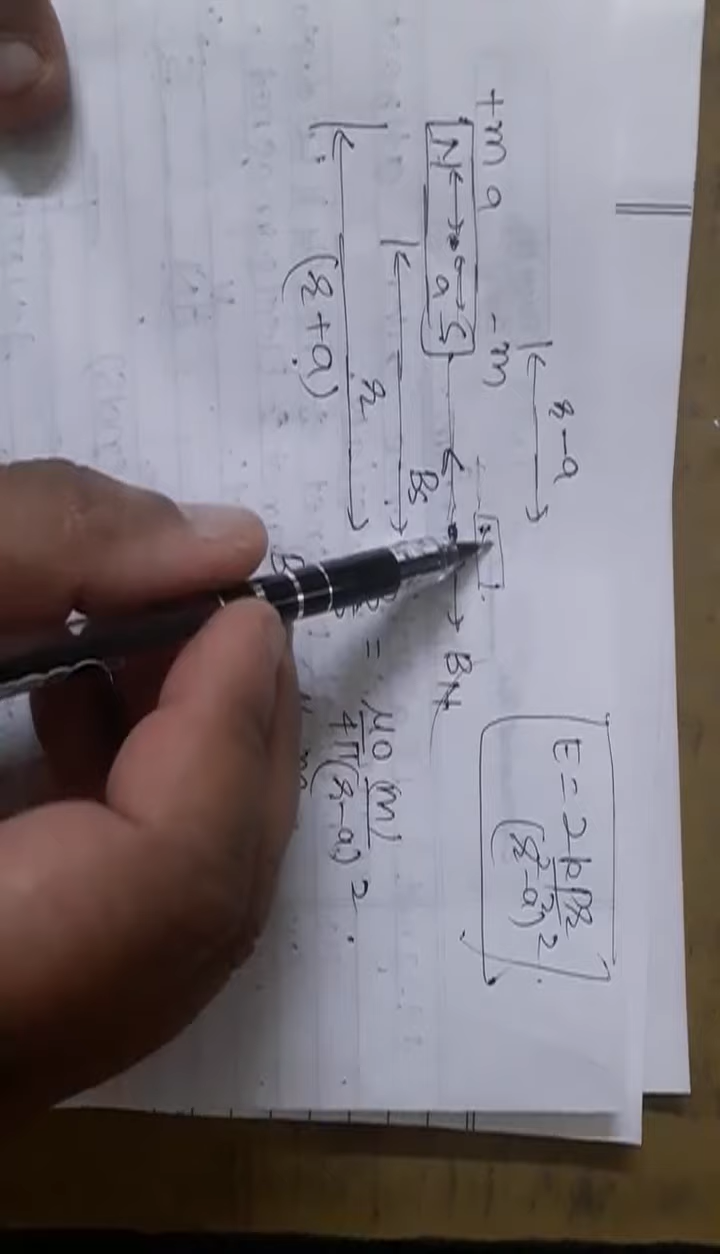 +m a -m
r-a
N a S
Bs BN
r
(r+a)
E = 2kpr
(r²-a²)²
B = μ0 (m)
4π(r-a)²